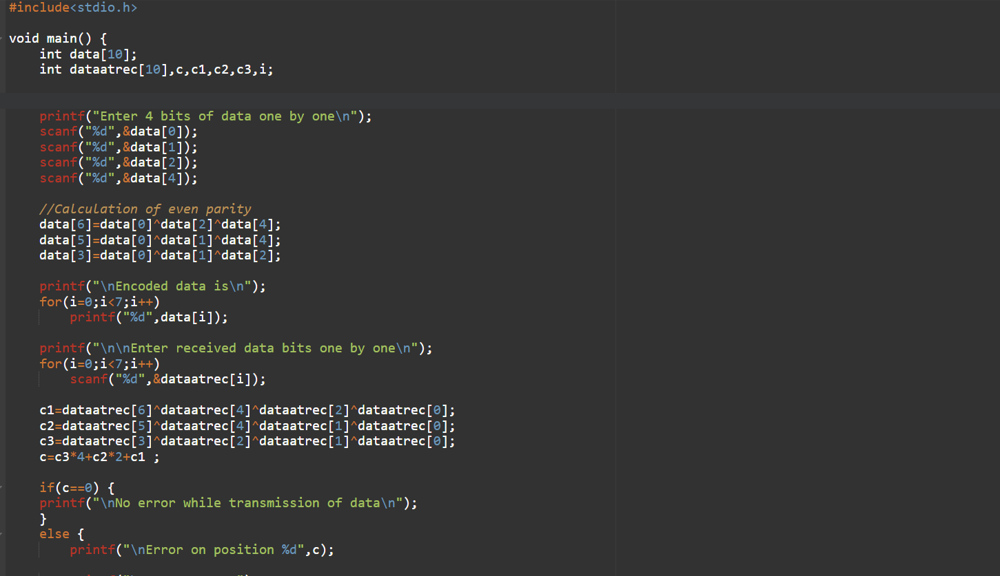 #include<stdio.h>
void main() {
    int data[10];
    int dataatrec[10],c,c1,c2,c3,i;
    printf("Enter 4 bits of data one by one\n");
    scanf("%d",&data[0]);
    scanf("%d",&data[1]);
    scanf("%d",&data[2]);
    scanf("%d",&data[4]);
    //Calculation of even parity
    data[6]=data[0]^data[2]^data[4];
    data[5]=data[0]^data[1]^data[4];
    data[3]=data[0]^data[1]^data[2];
    printf("\nEncoded data is\n");
    for(i=0;i<7;i++)
        printf("%d",data[i]);
    printf("\n\nEnter received data bits one by one\n");
    for(i=0;i<7;i++)
        scanf("%d",&dataatrec[i]);
    c1=dataatrec[6]^dataatrec[4]^dataatrec[2]^dataatrec[0];
    c2=dataatrec[5]^dataatrec[4]^dataatrec[1]^dataatrec[0];
    c3=dataatrec[3]^dataatrec[2]^dataatrec[1]^dataatrec[0];
    c=c3*4+c2*2+c1 ;
    if(c==0) {
    printf("\nNo error while transmission of data\n");
    }
    else {
        printf("\nError on position %d",c);